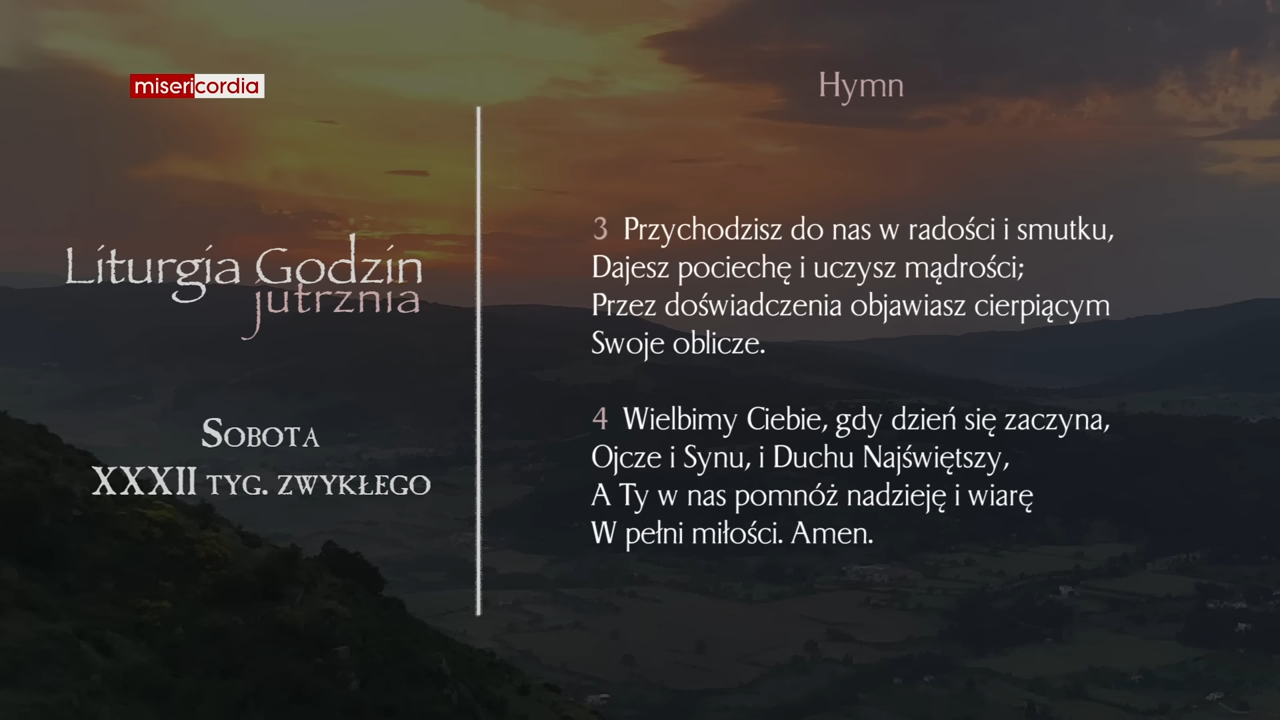 misericordia
Liturgia Godzin
jutrznia
Sobota
XXXII tyg. zwykłego
Hymn
3 Przychodzisz do nas w radości i smutku,
Dajesz pociechę i uczysz mądrości;
Przez doświadczenia objawiasz cierpiącym
Swoje oblicze.
4 Wielbimy Ciebie, gdy dzień się zaczyna,
Ojcze i Synu, i Duchu Najświętszy,
A Ty w nas pomnóż nadzieję i wiarę
W pełni miłości. Amen.